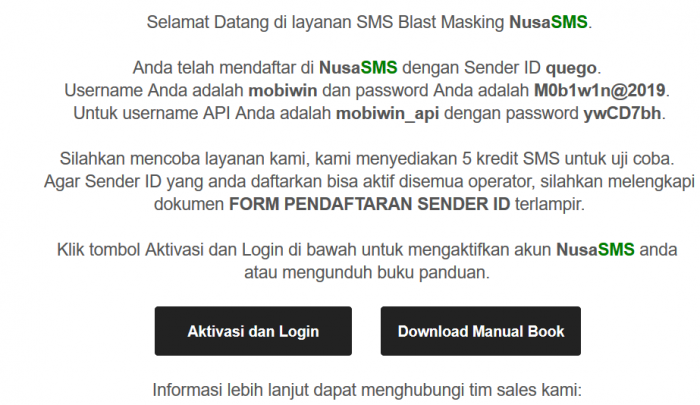 Selamat Datang di layanan SMS Blast Masking NusaSMS.
Anda telah mendaftar di NusaSMS dengan Sender ID quego.
Username Anda adalah mobiwin dan password Anda adalah M0b1w1n@2019.
Untuk username API Anda adalah mobiwin_api dengan password ywCD7bh.
Silahkan mencoba layanan kami, kami menyediakan 5 kredit SMS untuk uji coba.
Agar Sender ID yang anda daftarkan bisa aktif disemua operator, silahkan melengkapi
dokumen FORM PENDAFTARAN SENDER ID terlampir.
Klik tombol Aktivasi dan Login di bawah untuk mengaktifkan akun NusaSMS anda
atau mengunduh buku panduan.
Aktivasi dan Login
Download Manual Book
Informasi lebih lanjut dapat menghubungi tim sales kami: